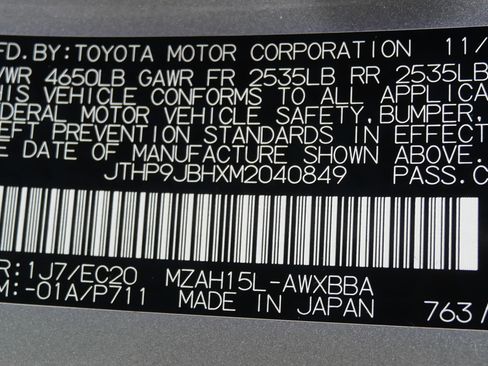 FD.BY:TOYOTA MOTOR CORPORATION 11/
VWR 4650LB GAWR FR 2535LB RR 2535LB
HIS VEHICLE CONFORMS TO ALL APPLICA
DERAL MOTOR VEHICLE SAFETY,BUMPER,
EFT PREVENTION STANDARDS IN EFFECT
E DATE OF MANUFACTURE SHOWN ABOVE.
JTHP9JBHXM2040849 PASS.C
R:1J7/EC20 MZAH15L-AWXBBA
M:-01A/P711 MADE IN JAPAN 763/